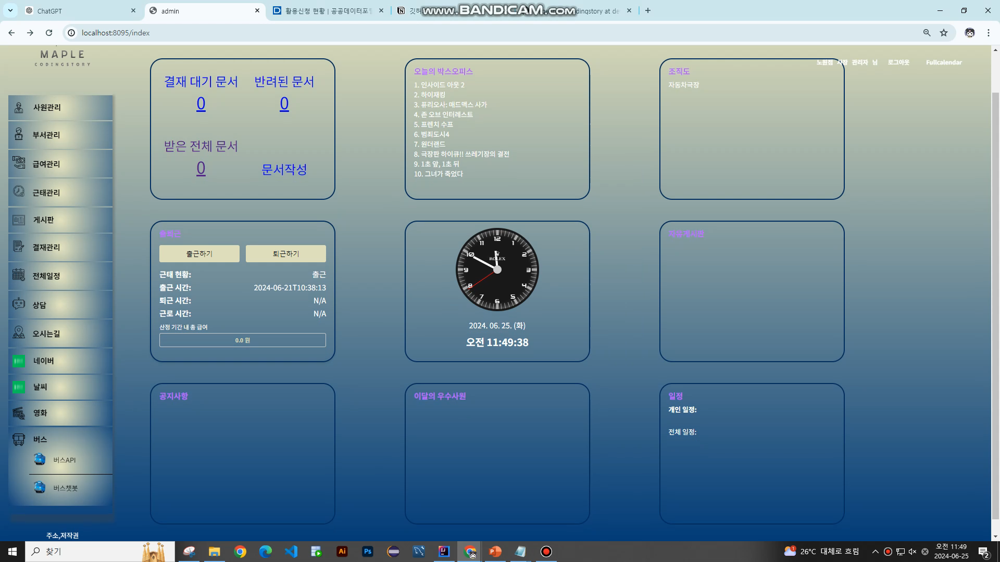 ChatGPT
admin
활용신청 현황 | 공공데이터포털
깃허
www.BANDICAM.com
dingstory at de
localhost:8095/index
MAPLE
CODINGSTORY
노원점 사장 관리자 님 로그아웃 Fullcalendar
사원관리
부서관리
급여관리
근태관리
게시판
결재관리
전체일정
상담
오시는길
네이버
날씨
영화
버스
버스API
버스챗봇
주소,저작권
결재 대기 문서
0
반려된 문서
0
받은 전체 문서
0
문서작성
오늘의 박스오피스
1. 인사이드 아웃 2
2. 하이재킹
3. 퓨리오사: 매드맥스 사가
4. 존 오브 인터레스트
5. 프렌치 수프
6. 범죄도시4
7. 원더랜드
8. 극장판 하이큐!! 쓰레기장의 결전
9. 1초 앞, 1초 뒤
10. 그녀가 죽었다
조직도
자동차극장
출퇴근
출근하기
퇴근하기
근태 현황: 출근
출근 시간: 2024-06-21T10:38:13
퇴근 시간: N/A
근로 시간: N/A
산정 기간 내 총 급여
0.0 원
12
1
2
3
4
5
6
7
8
9
10
11
ROLEX
2024. 06. 25. (화)
오전 11:49:38
공지사항
이달의 우수사원
일정
개인 일정:
전체 일정:
찾기
Ai
Ps
IJ
26°C 대체로 흐림
오전 11:49
2024-06-25
2